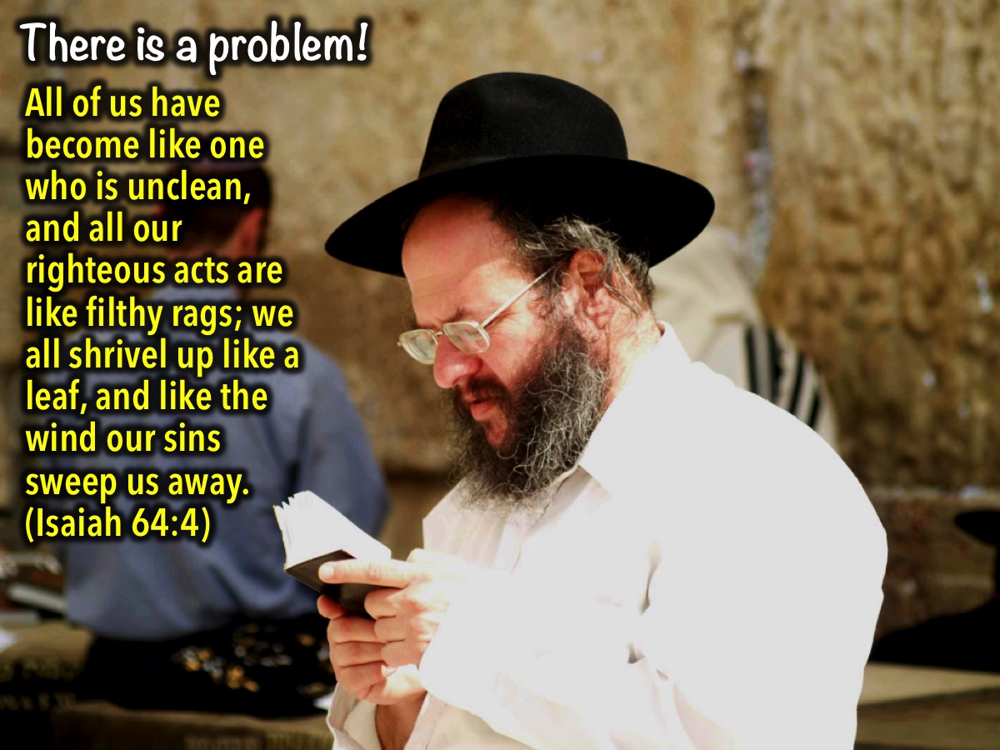 There is a problem!
All of us have
become like one
who is unclean,
and all our
righteous acts are
like filthy rags; we
all shrivel up like a
leaf, and like the
wind our sins
sweep us away.
(Isaiah 64:4)